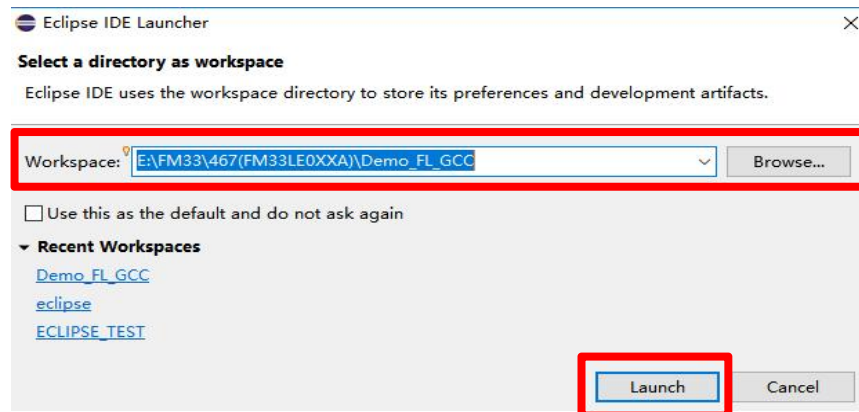 Eclipse IDE Launcher
Select a directory as workspace
Eclipse IDE uses the workspace directory to store its preferences and development artifacts.
Workspace: E:\FM33\467(FM33LE0XXA)\Demo_FL_GCC Browse...
Use this as the default and do not ask again
Recent Workspaces
Demo_FL_GCC
eclipse
ECLIPSE_TEST
Launch Cancel